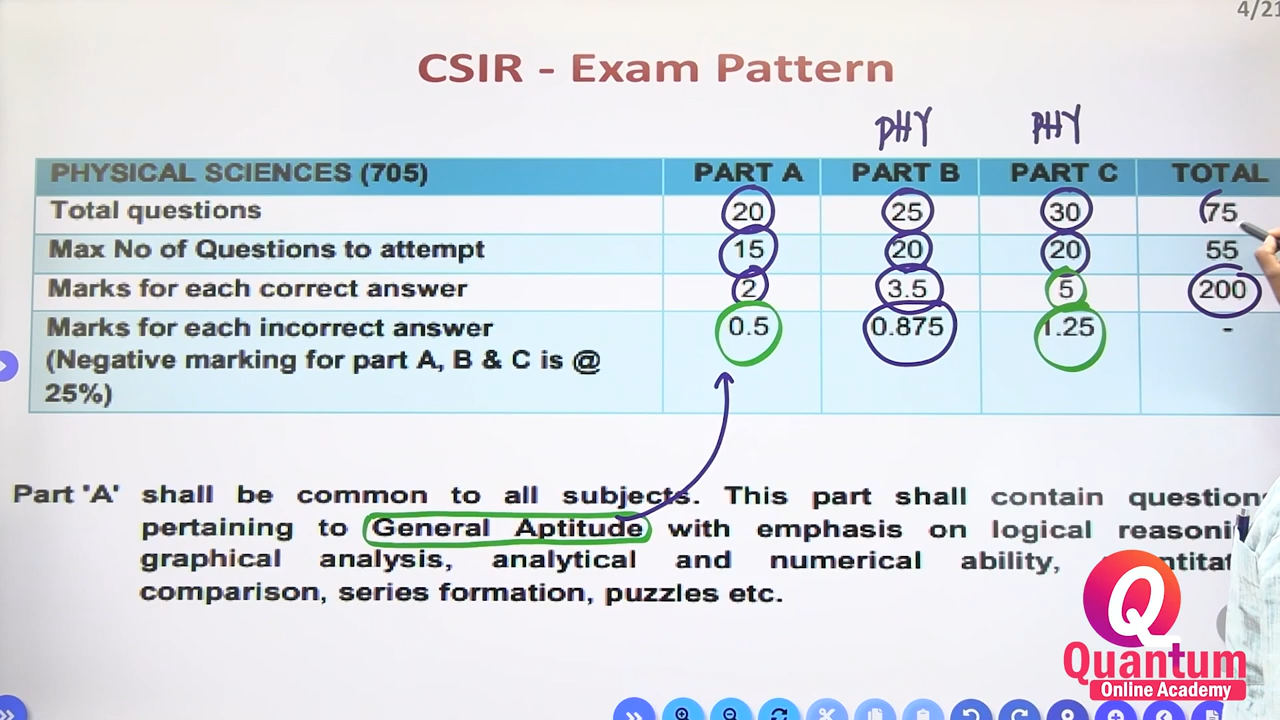 4/21
CSIR - Exam Pattern
PHY PHY
PHYSICAL SCIENCES (705) PART A PART B PART C TOTAL
Total questions 20 25 30 75
Max No of Questions to attempt 15 20 20 55
Marks for each correct answer 2 3.5 5 200
Marks for each incorrect answer 0.5 0.875 1.25 -
(Negative marking for part A, B & C is @
25%)
Part 'A' shall be common to all subjects. This part shall contain question
pertaining to General Aptitude with emphasis on logical reasoni
graphical analysis, analytical and numerical ability,
comparison, series formation, puzzles etc.
Q
Quantum
Online Academy